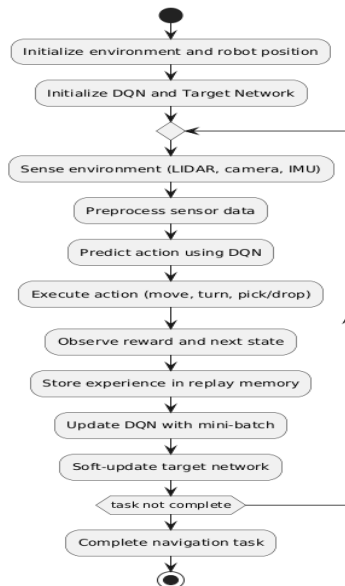 Initialize environment and robot position
Initialize DQN and Target Network
Sense environment (LIDAR, camera, IMU)
Preprocess sensor data
Predict action using DQN
Execute action (move, turn, pick/drop)
Observe reward and next state
Store experience in replay memory
Update DQN with mini-batch
Soft-update target network
task not complete
Complete navigation task